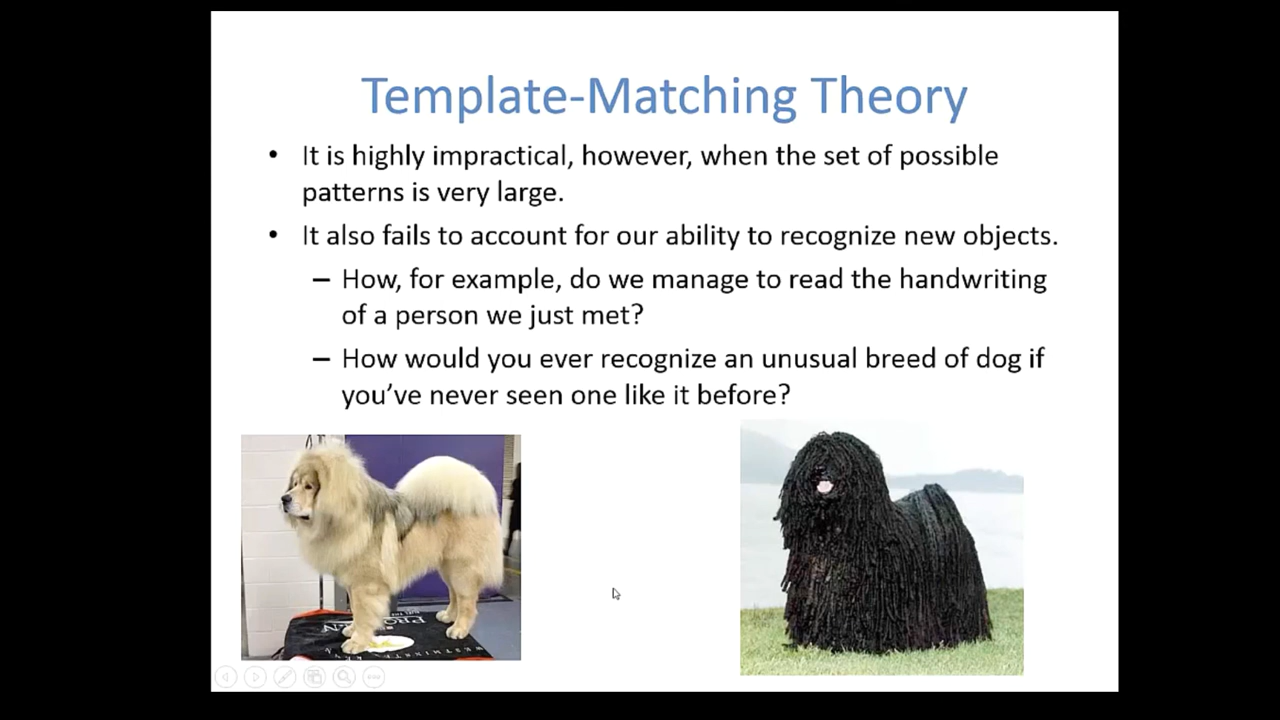 Template-Matching Theory
• It is highly impractical, however, when the set of possible
patterns is very large.
• It also fails to account for our ability to recognize new objects.
– How, for example, do we manage to read the handwriting
of a person we just met?
– How would you ever recognize an unusual breed of dog if
you’ve never seen one like it before?